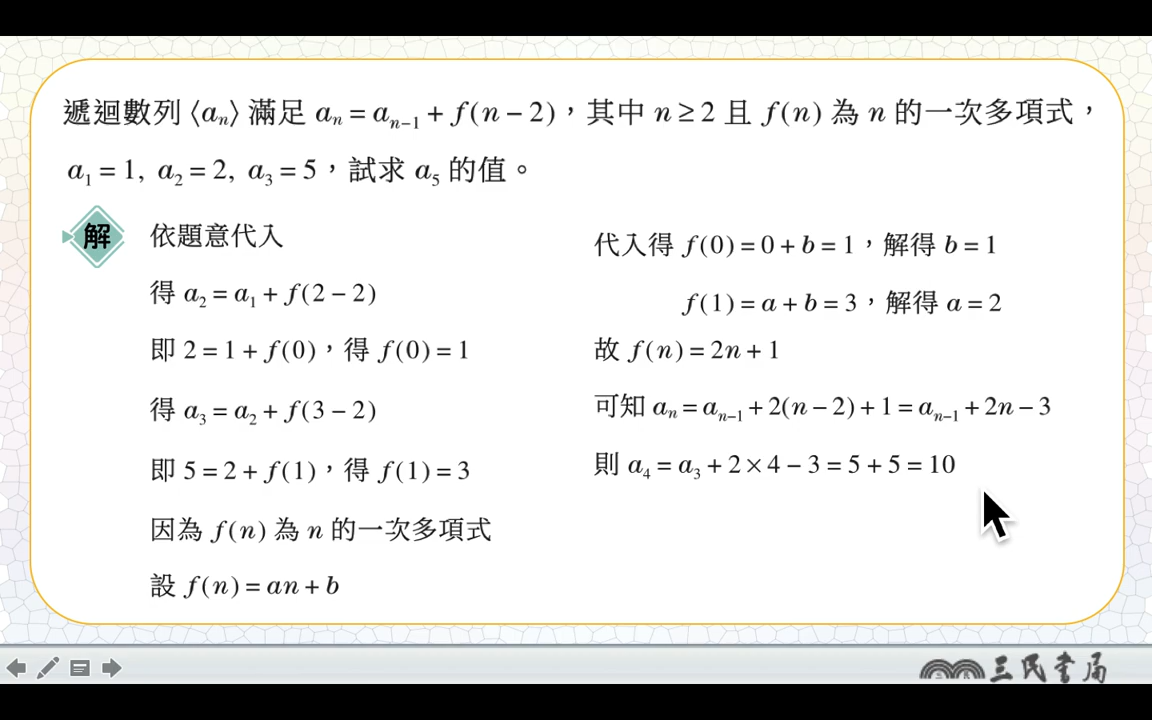 遞迴數列 ⟨aₙ⟩ 滿足 aₙ = aₙ₋₁ + f(n − 2)，其中 n ≥ 2 且 f(n) 為 n 的一次多項式，
a₁ = 1, a₂ = 2, a₃ = 5，試求 a₅ 的值。
解
依題意代入
得 a₂ = a₁ + f(2 − 2)
即 2 = 1 + f(0)，得 f(0) = 1
得 a₃ = a₂ + f(3 − 2)
即 5 = 2 + f(1)，得 f(1) = 3
因為 f(n) 為 n 的一次多項式
設 f(n) = an + b
代入得 f(0) = 0 + b = 1，解得 b = 1
f(1) = a + b = 3，解得 a = 2
故 f(n) = 2n + 1
可知 aₙ = aₙ₋₁ + 2(n − 2) + 1 = aₙ₋₁ + 2n − 3
則 a₄ = a₃ + 2 × 4 − 3 = 5 + 5 = 10
三民書局